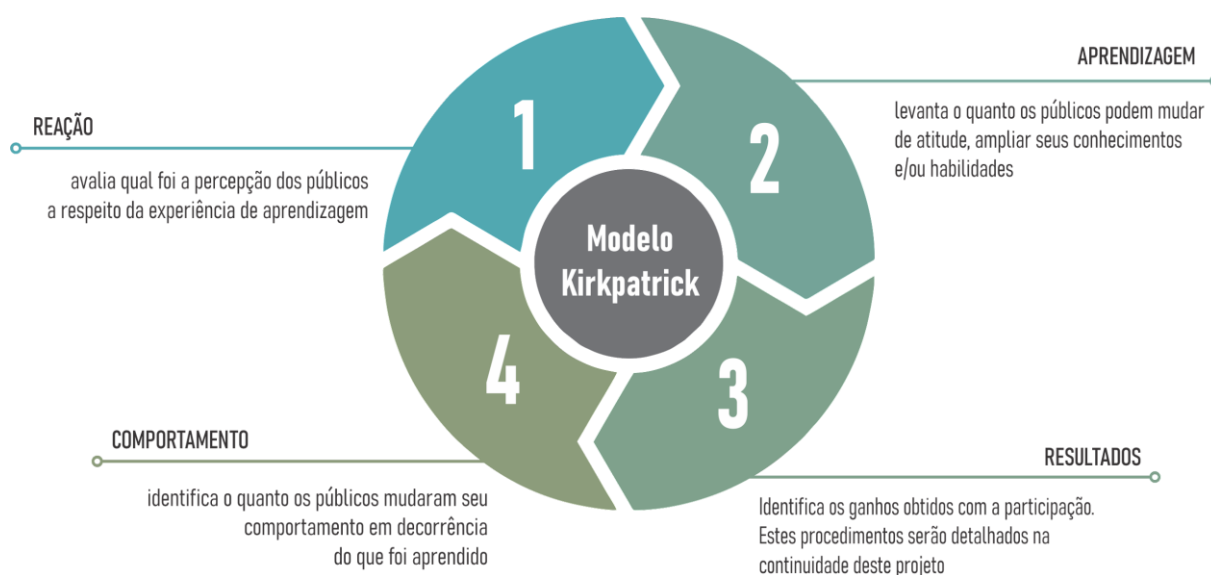 Modelo
Kirkpatrick
1
REAÇÃO
avalia qual foi a percepção dos públicos
a respeito da experiência de aprendizagem
2
APRENDIZAGEM
levanta o quanto os públicos podem mudar
de atitude, ampliar seus conhecimentos
e/ou habilidades
3
RESULTADOS
Identifica os ganhos obtidos com a participação.
Estes procedimentos serão detalhados na
continuidade deste projeto
4
COMPORTAMENTO
identifica o quanto os públicos mudaram seu
comportamento em decorrência
do que foi aprendido